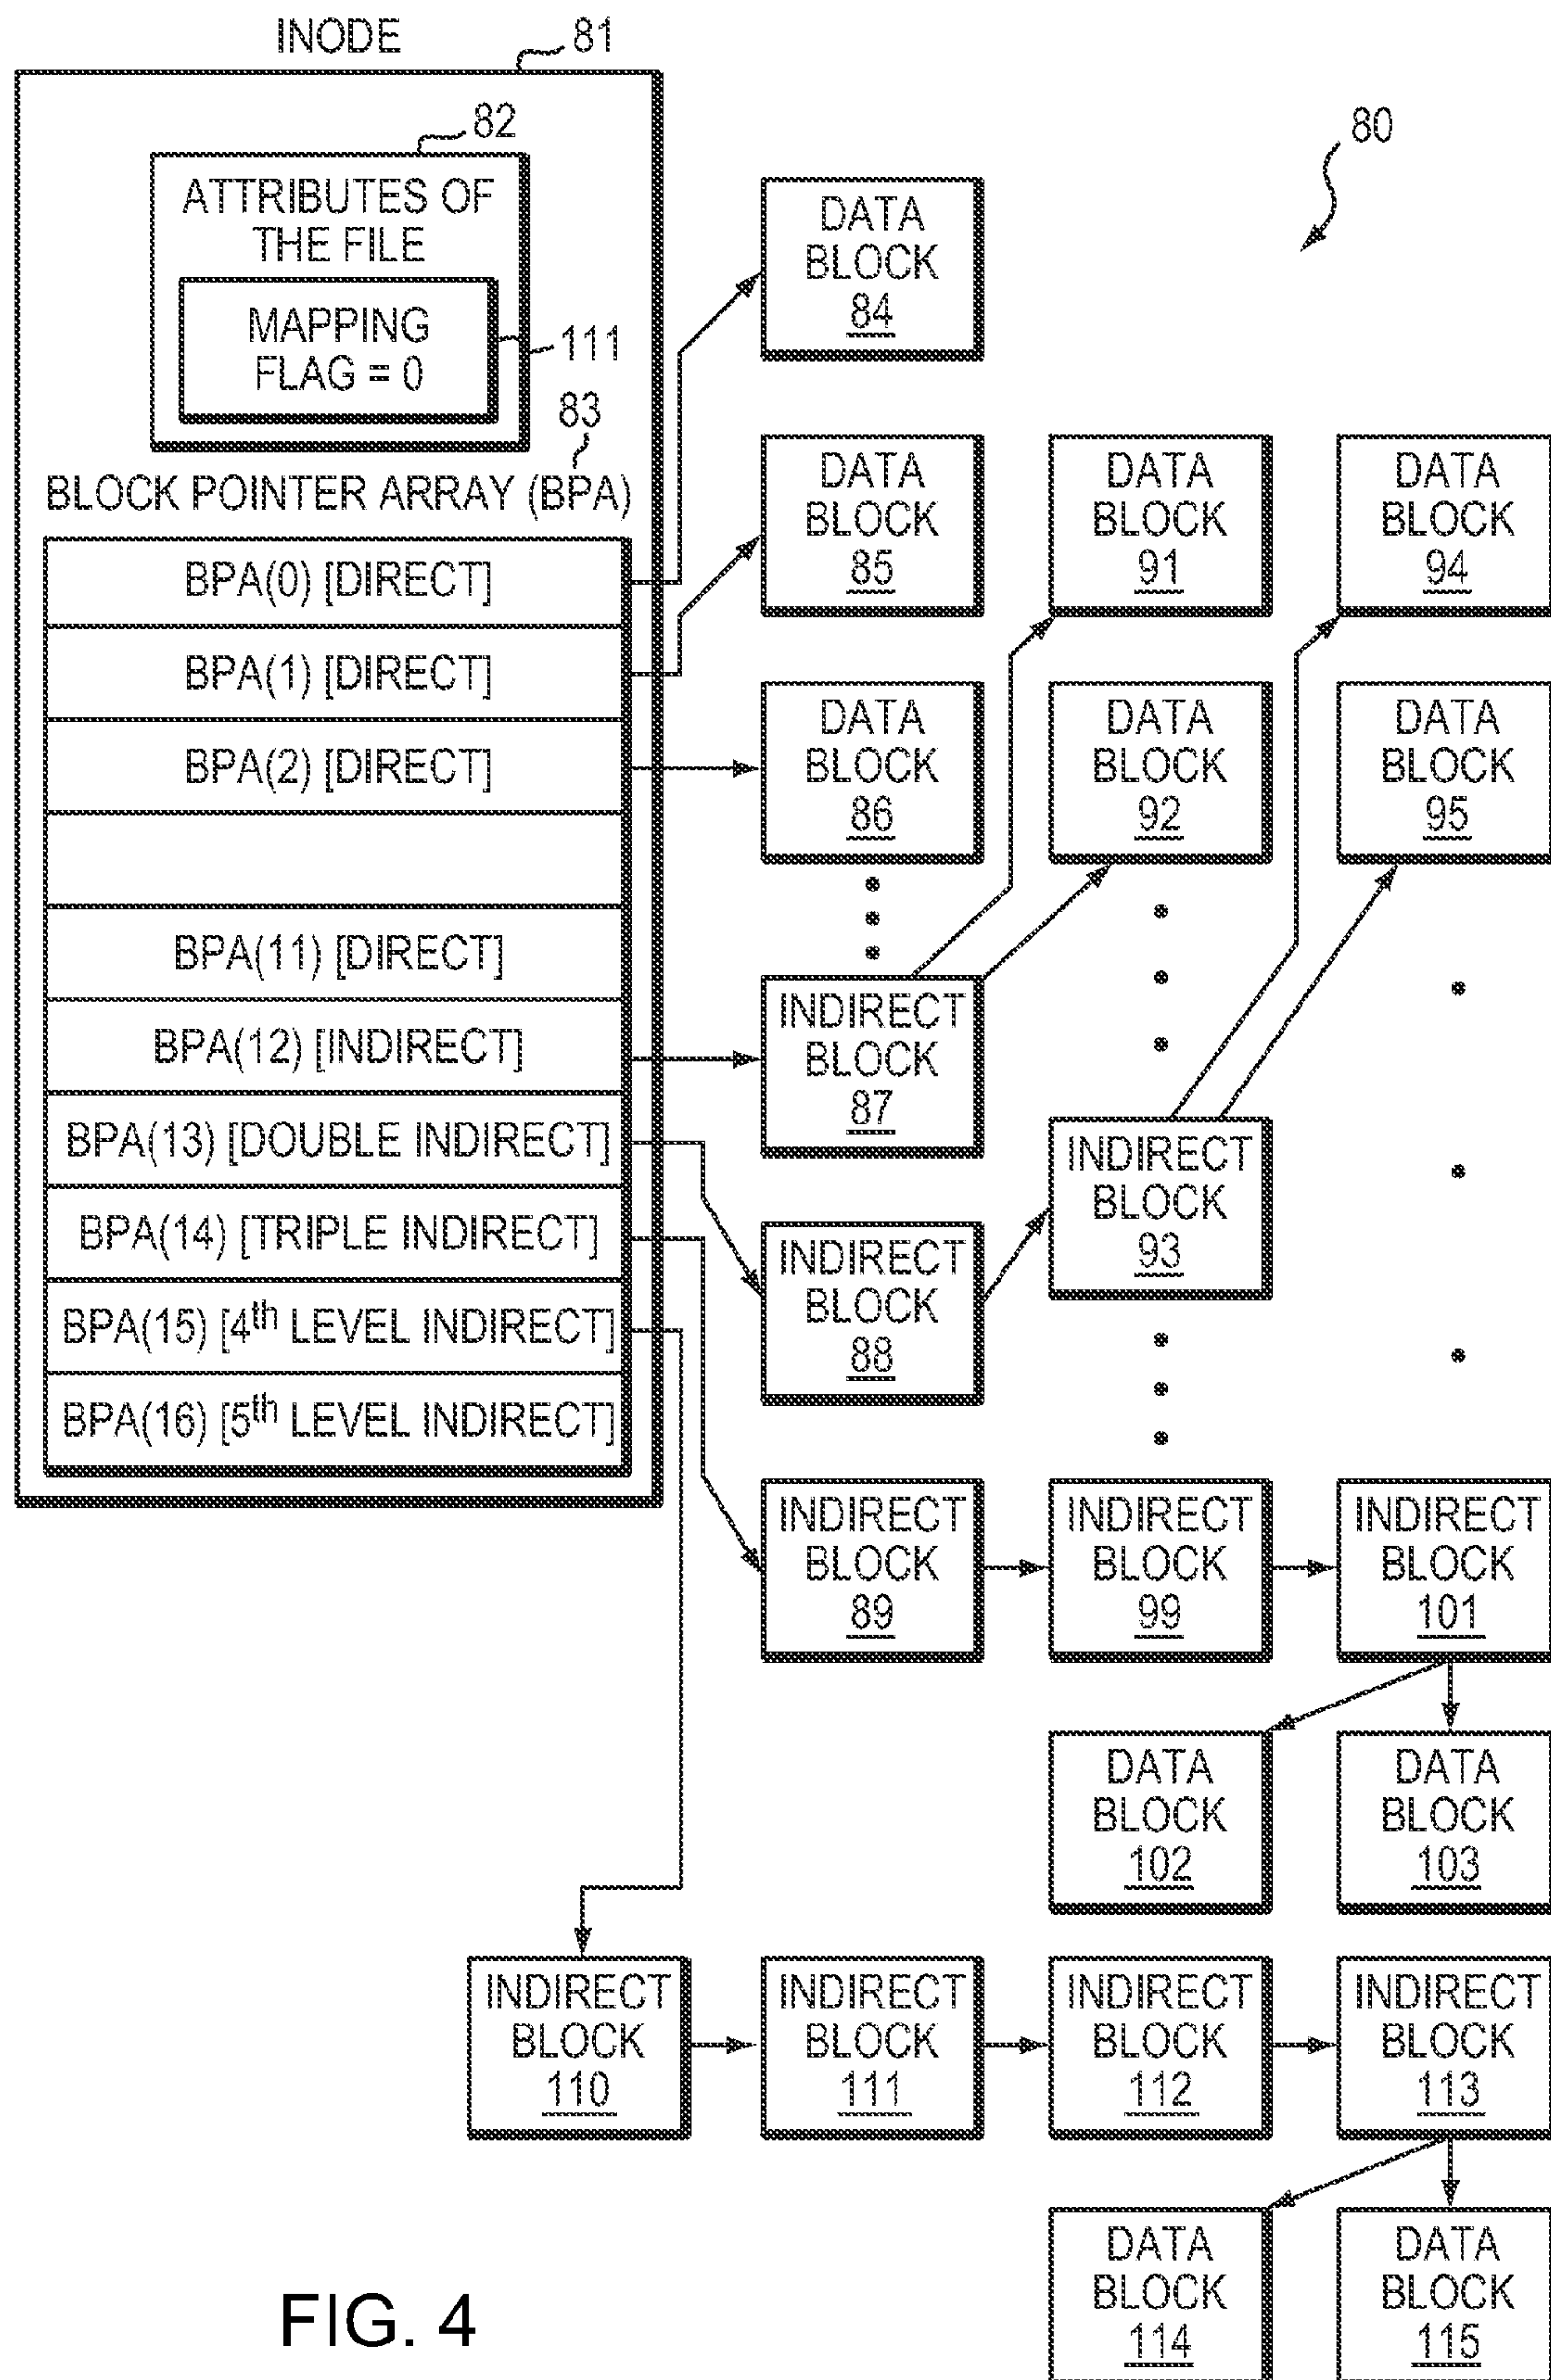 INODE
81
82
80
ATTRIBUTES OF
THE FILE
MAPPING
FLAG = 0
111
83
BLOCK POINTER ARRAY (BPA)
BPA(0) [DIRECT]
BPA(1) [DIRECT]
BPA(2) [DIRECT]
BPA(11) [DIRECT]
BPA(12) [INDIRECT]
BPA(13) [DOUBLE INDIRECT]
BPA(14) [TRIPLE INDIRECT]
BPA(15) [4th LEVEL INDIRECT]
BPA(16) [5th LEVEL INDIRECT]
DATA
BLOCK
84
DATA
BLOCK
85
DATA
BLOCK
91
DATA
BLOCK
94
DATA
BLOCK
86
DATA
BLOCK
92
DATA
BLOCK
95
INDIRECT
BLOCK
87
INDIRECT
BLOCK
93
INDIRECT
BLOCK
88
INDIRECT
BLOCK
89
INDIRECT
BLOCK
99
INDIRECT
BLOCK
101
DATA
BLOCK
102
DATA
BLOCK
103
INDIRECT
BLOCK
110
INDIRECT
BLOCK
111
INDIRECT
BLOCK
112
INDIRECT
BLOCK
113
DATA
BLOCK
114
DATA
BLOCK
115
FIG. 4